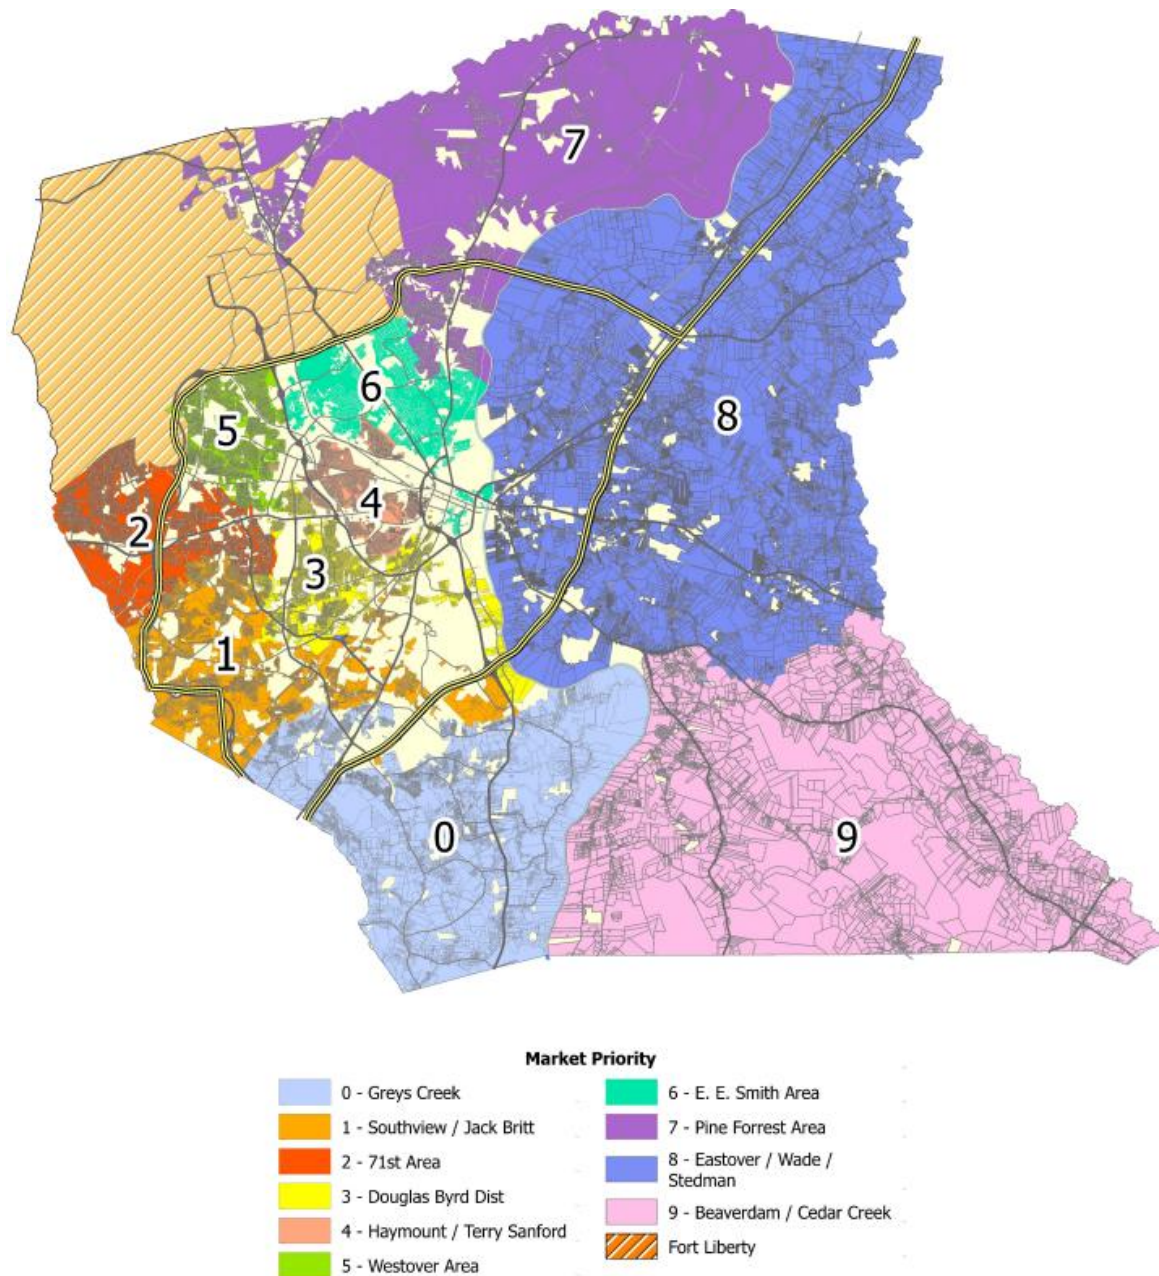 7
6
5
8
4
2
3
1
0
9
Market Priority
0 - Greys Creek
1 - Southview / Jack Britt
2 - 71st Area
3 - Douglas Byrd Dist
4 - Haymount / Terry Sanford
5 - Westover Area
6 - E. E. Smith Area
7 - Pine Forrest Area
8 - Eastover / Wade /
Stedman
9 - Beaverdam / Cedar Creek
Fort Liberty